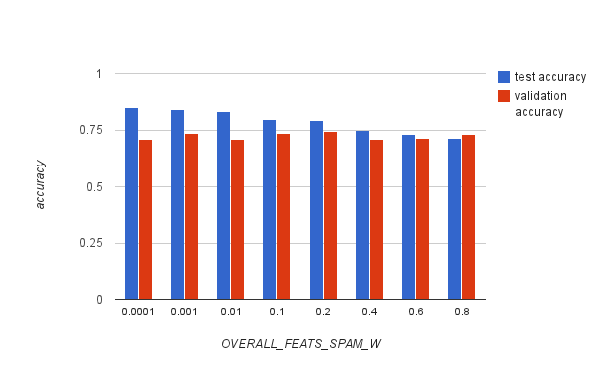 1
0.75
0.5
0.25
0
accuracy
0.0001 0.001 0.01 0.1 0.2 0.4 0.6 0.8
OVERALL_FEATS_SPAM_W
test accuracy
validation
accuracy